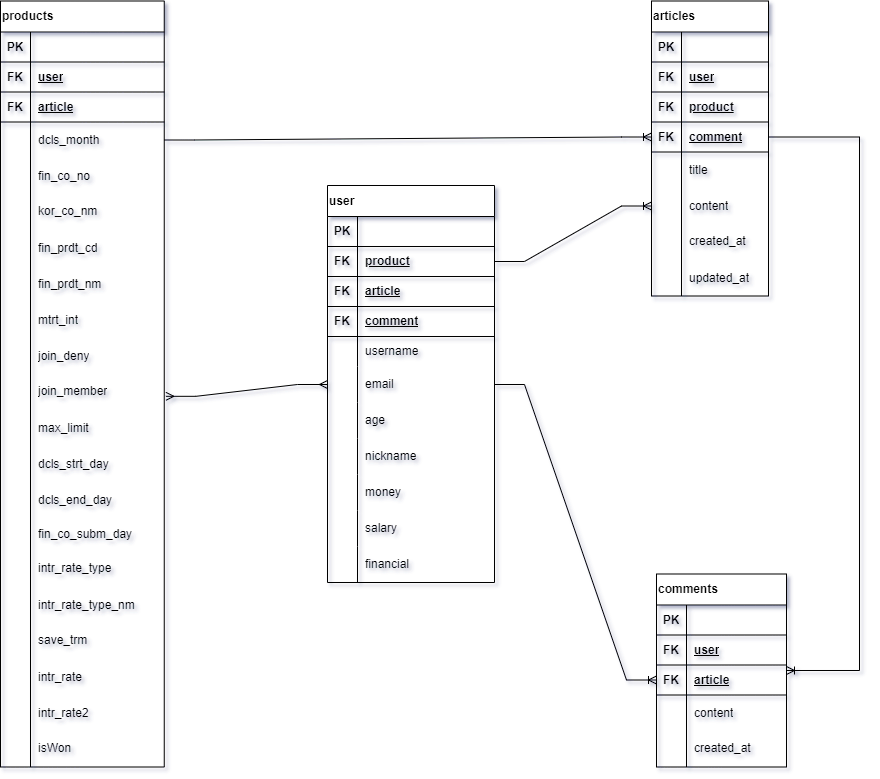 products
PK
FK user
FK article
dcls_month
fin_co_no
kor_co_nm
fin_prdt_cd
fin_prdt_nm
mtrt_int
join_deny
join_member
max_limit
dcls_strt_day
dcls_end_day
fin_co_subm_day
intr_rate_type
intr_rate_type_nm
save_trm
intr_rate
intr_rate2
isWon
user
PK
FK product
FK article
FK comment
username
email
age
nickname
money
salary
financial
articles
PK
FK user
FK product
FK comment
title
content
created_at
updated_at
comments
PK
FK user
FK article
content
created_at